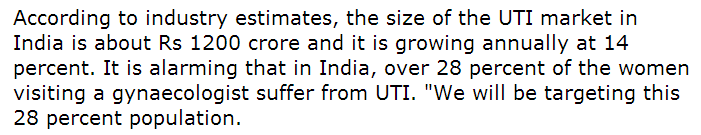 According to industry estimates, the size of the UTI market in
India is about Rs 1200 crore and it is growing annually at 14
percent. It is alarming that in India, over 28 percent of the women
visiting a gynaecologist suffer from UTI. "We will be targeting this
28 percent population.